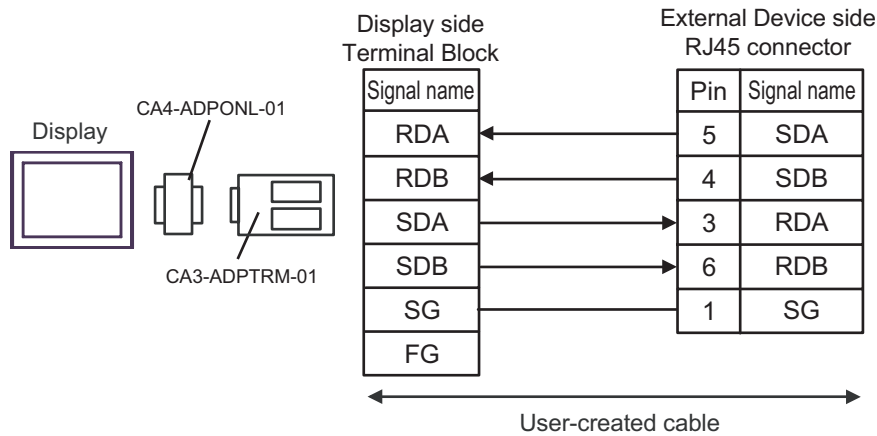 Display side
Terminal Block
External Device side
RJ45 connector
Display
CA4-ADPONL-01
CA3-ADPTRM-01
Signal name
Pin Signal name
RDA 5 SDA
RDB 4 SDB
SDA 3 RDA
SDB 6 RDB
SG 1 SG
FG
User-created cable